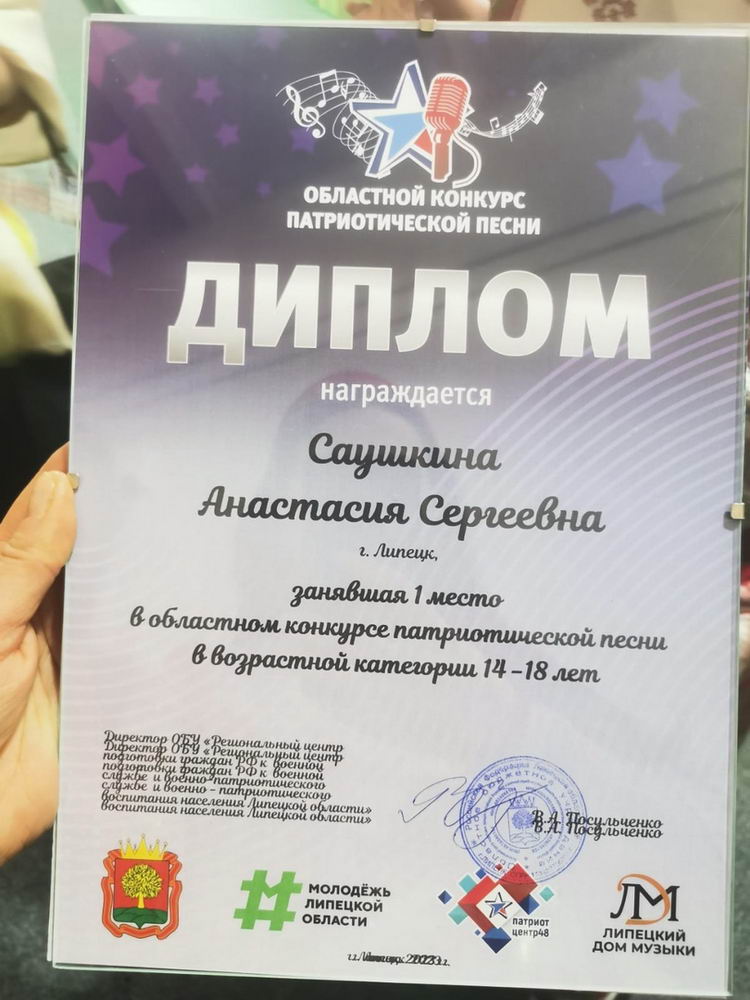 ОБЛАСТНОЙ КОНКУРС
ПАТРИОТИЧЕСКОЙ ПЕСНИ
ДИПЛОМ
награждается
Саушкина
Анастасия Сергеевна
г. Липецк,
занявшая 1 место
в областном конкурсе патриотической песни
в возрастной категории 14 – 18 лет
Директор ОБУ «Региональный центр
подготовки граждан РФ к военной
службе и военно – патриотического
воспитания населения Липецкой области»
В.А. Посульченко
МОЛОДЁЖЬ
ЛИПЕЦКОЙ
ОБЛАСТИ
патриот
центр48
ЛМ
ЛИПЕЦКИЙ
ДОМ МУЗЫКИ